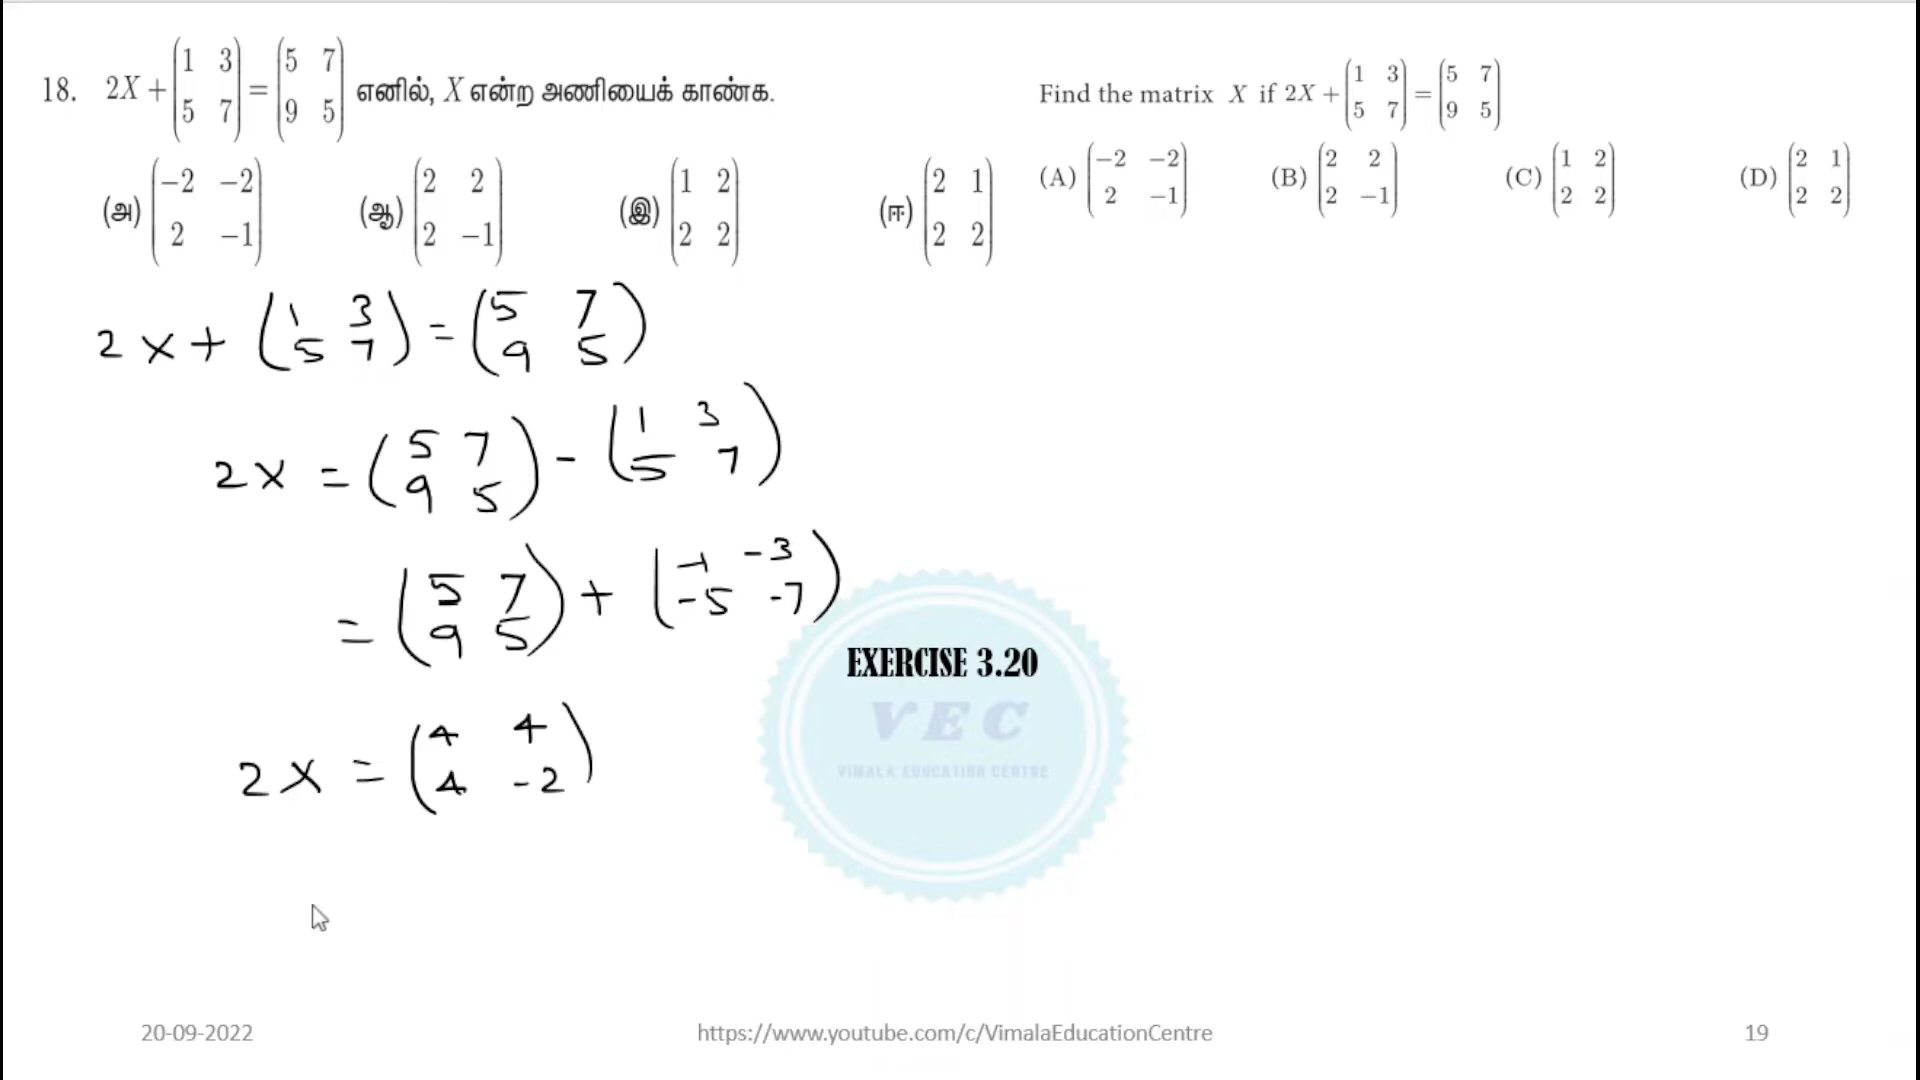 18. 2X + (1 3 5 7) = (5 7 9 5) எனில், X என்ற அணியைக் காண்க.
(அ) (−2 −2 2 −1) (ஆ) (2 2 2 −1) (இ) (1 2 2 2) (ஈ) (2 1 2 2)
Find the matrix X if 2X + (1 3 5 7) = (5 7 9 5)
(A) (−2 −2 2 −1) (B) (2 2 2 −1) (C) (1 2 2 2) (D) (2 1 2 2)
2x + (1 3 5 7) = (5 7 9 5)
2x = (5 7 9 5) - (1 3 5 7)
= (5 7 9 5) + (-1 -3 -5 -7)
2x = (4 4 4 -2)
EXERCISE 3.20
VEC
VIMALA EDUCATION CENTRE
20-09-2022 https://www.youtube.com/c/VimalaEducationCentre 19